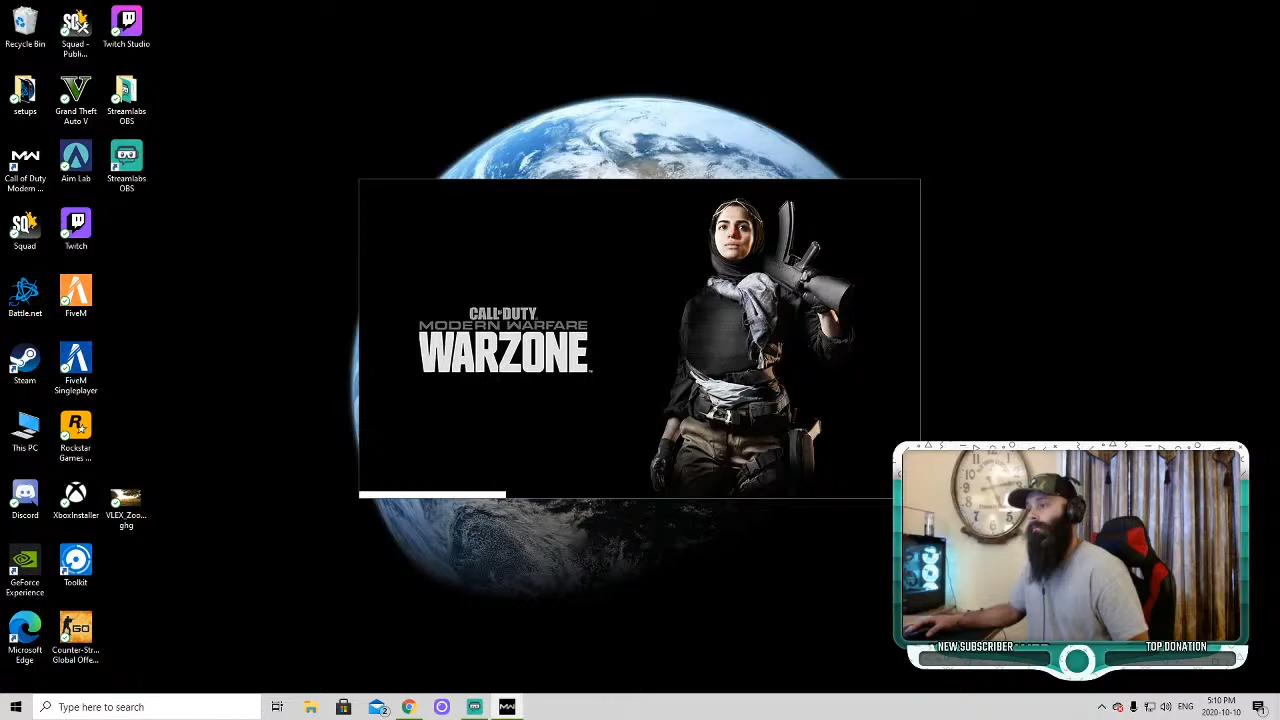 Recycle Bin
Squad -
Publi...
Twitch Studio
setups
Grand Theft
Auto V
Streamlabs
OBS
Call of Duty
Modern ...
Aim Lab
Streamlabs
OBS
Squad
Twitch
Battle.net
FiveM
Steam
FiveM
Singleplayer
This PC
Rockstar
Games ...
Discord
XboxInstaller
VLEX_Zoo...
ghg
GeForce
Experience
Toolkit
Microsoft
Edge
Counter-Str...
Global Offe...
CALL OF DUTY
MODERN WARFARE
WARZONE
NEW SUBSCRIBER
TOP DONATION
Type here to search
ENG
5:10 PM
2020-10-10